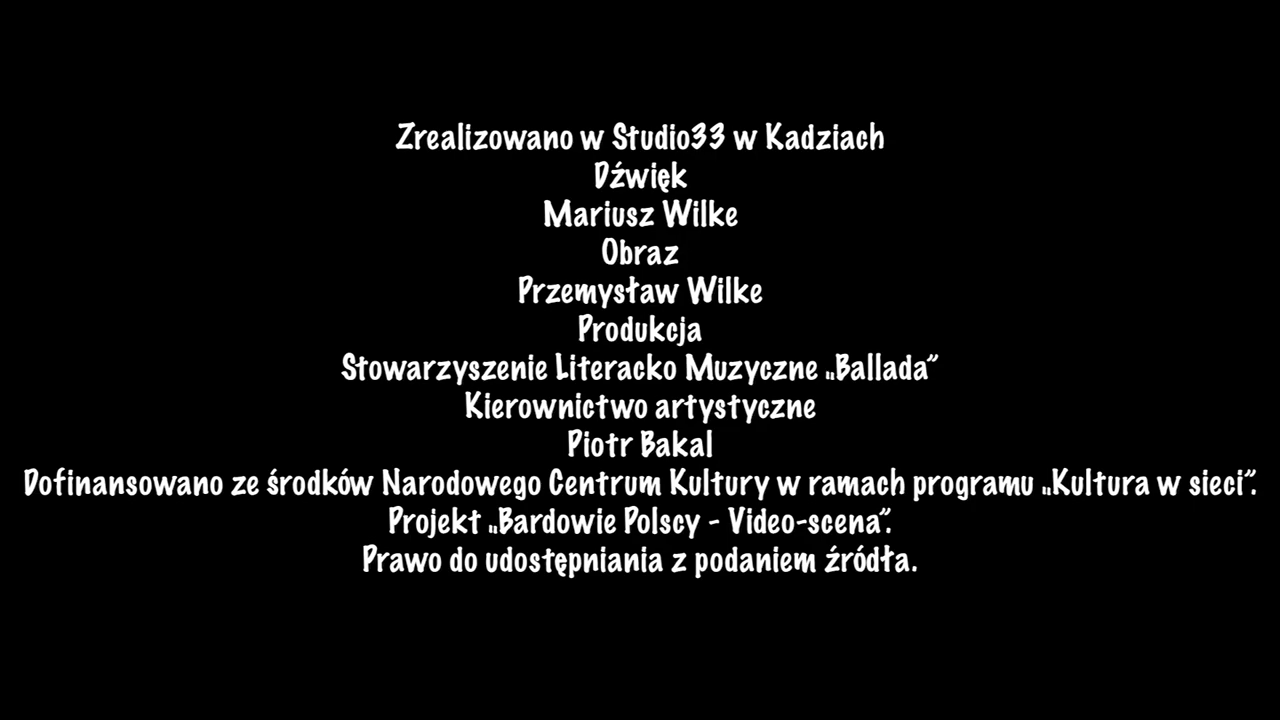 Zrealizowano w Studio33 w Kadziach
Dźwięk
Mariusz Wilke
Obraz
Przemysław Wilke
Produkcja
Stowarzyszenie Literacko Muzyczne „Ballada”
Kierownictwo artystyczne
Piotr Bakal
Dofinansowano ze środków Narodowego Centrum Kultury w ramach programu „Kultura w sieci”.
Projekt „Bardowie Polscy - Video-scena”.
Prawo do udostępniania z podaniem źródła.